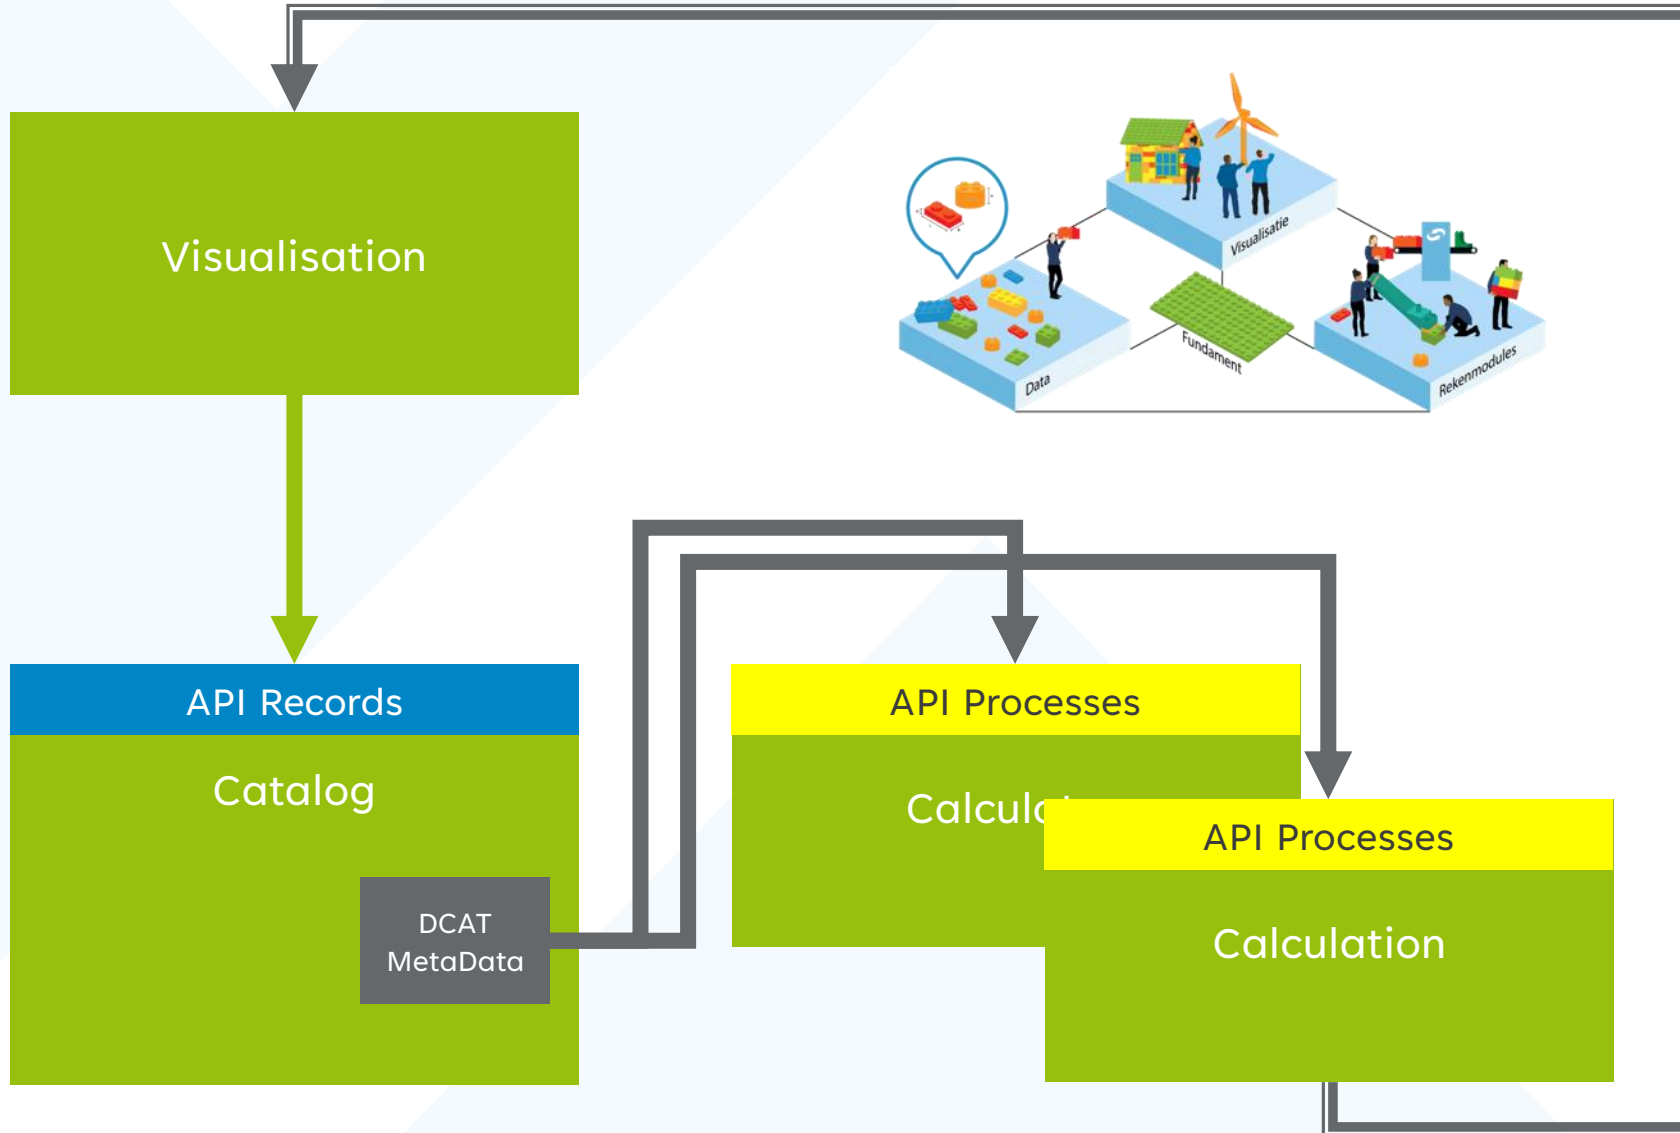 Visualisation
Visualisatie
Fundament
Data
Rekenmodules
API Records
Catalog
DCAT
MetaData
API Processes
API Processes
Calculation